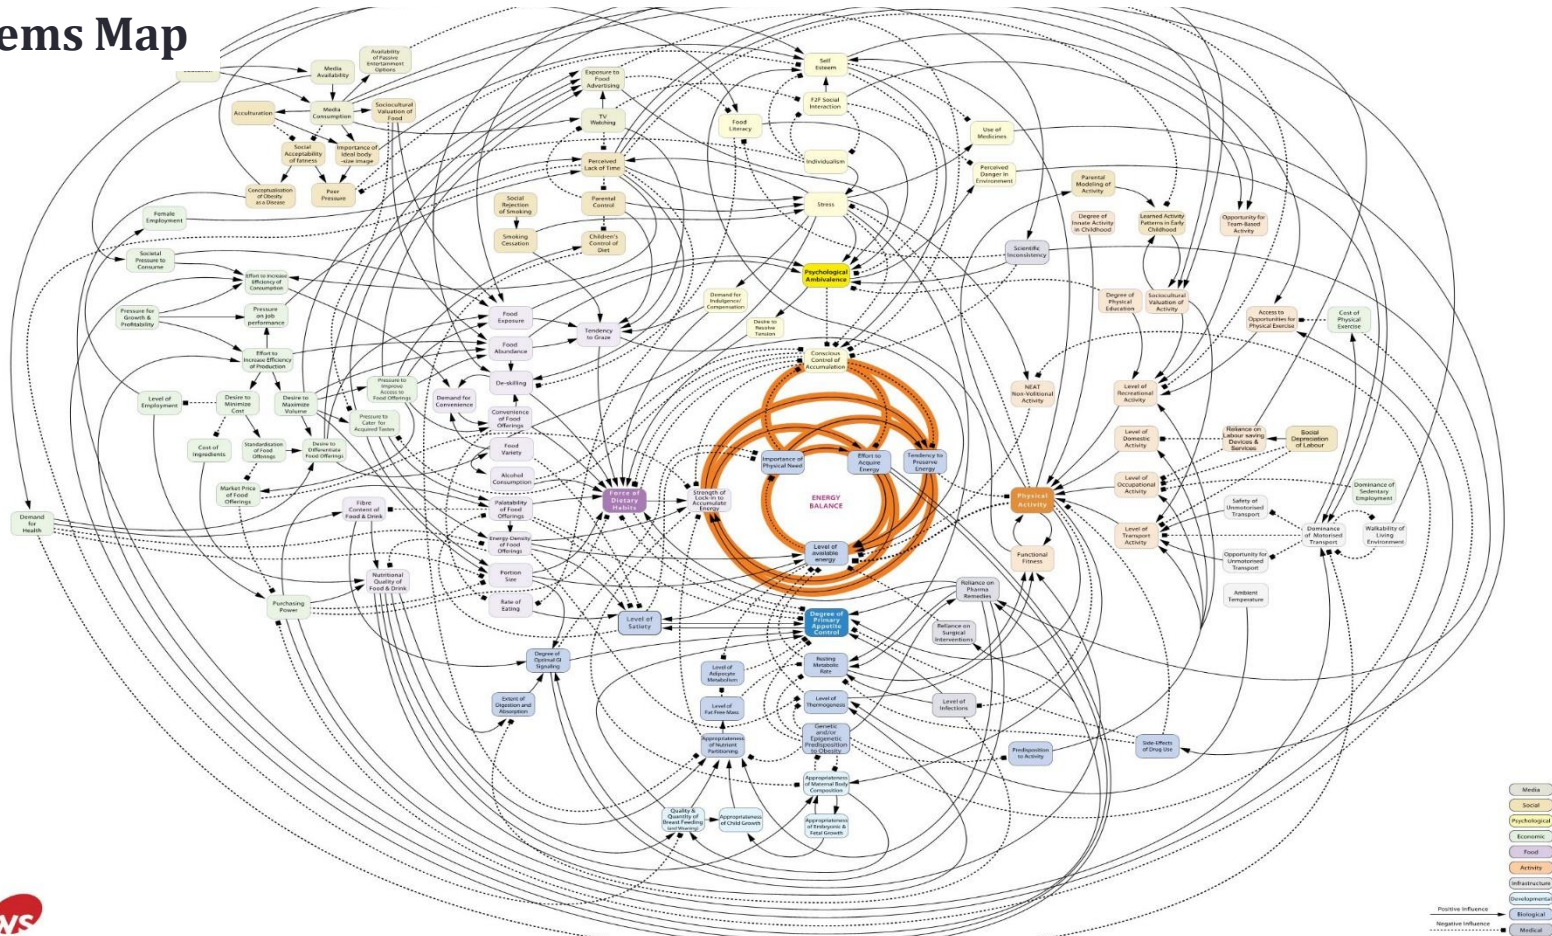 ems Map
Media
Availability
Availability
of Passive
Entertainment
Options
Acculturation
Media
Consumption
Sociocultural
Valuation of
Food
Social
Acceptability
of Fatness
Importance of
Ideal body
-size image
Conceptualisation
of Obesity
as a Disease
Peer
Pressure
Exposure to
Food
Advertising
TV
Watching
Perceived
Lack of Time
Social
Rejection
of Smoking
Parental
Control
Smoking
Cessation
Children's
Control of
Diet
Self
Esteem
F2F Social
Interaction
Food
Literacy
Individualism
Stress
Use of
Medicines
Perceived
Danger in
Environment
Psychological
Ambivalence
Demand for
Indulgence/
Compensation
Desire to
Resolve
Tension
Conscious
Control of
Accumulation
Scientific
Inconsistency
Parental
Modeling of
Activity
Degree of
Innate Activity
in Childhood
Learned Activity
Patterns in Early
Childhood
Opportunity for
Team-Based
Activity
Degree of
Physical
Education
Sociocultural
Valuation of
Activity
Access to
Opportunities for
Physical Exercise
Cost of
Physical
Exercise
Female
Employment
Societal
Pressure to
Consume
Effort to Increase
Efficiency of
Consumption
Pressure for
Growth &
Profitability
Pressure
on Job
performance
Effort to
Increase Efficiency
of Production
Level of
Employment
Desire to
Minimize
Cost
Desire to
Maximize
Volume
Pressure to
Improve
Access to
Food Offerings
Pressure to
Cater for
Acquired Tastes
Cost of
Ingredients
Standardisation
of Food
Offerings
Desire to
Differentiate
Food Offerings
Market Price
of Food
Offerings
Demand
for
Health
Fibre
Content of
Food & Drink
Nutritional
Quality of
Food & Drink
Purchasing
Power
Food
Exposure
Food
Abundance
Tendency
to Graze
De-skilling
Demand for
Convenience
Convenience
of Food
Offerings
Food
Variety
Alcohol
Consumption
Palatability
of Food
Offerings
Energy Density
of Food
Offerings
Portion
Size
Rate of
Eating
Force of
Dietary
Habits
Strength of
Lock-in to
Accumulate
Energy
Importance of
Physical Need
Effort to
Acquire
Energy
Tendency to
Preserve
Energy
ENERGY
BALANCE
Level of
available
energy
NEAT
Non-Volitional
Activity
Physical
Activity
Functional
Fitness
Level of
Recreational
Activity
Level of
Domestic
Activity
Level of
Occupational
Activity
Level of
Transport
Activity
Reliance on
Labour saving
Devices &
Services
Social
Depreciation
of Labour
Safety of
Unmotorised
Transport
Dominance of
Sedentary
Employment
Dominance
of Motorised
Transport
Walkability of
Living
Environment
Opportunity for
Unmotorised
Transport
Ambient
Temperature
Level of
Satiety
Degree of
Primary
Appetite
Control
Reliance on
Pharma
Remedies
Reliance on
Surgical
Interventions
Degree of
Optimal GI
Signaling
Extent of
Digestion and
Absorption
Level of
Adipocyte
Metabolism
Level of
Fat Free Mass
Appropriateness
of Nutrient
Partitioning
Resting
Metabolic
Rate
Level of
Thermogenesis
Genetic
and/or
Epigenetic
Predisposition
to Obesity
Level of
Infections
Predisposition
to Activity
Side-Effects
of Drug Use
Appropriateness
of Maternal Body
Composition
Quality &
Quantity of
Breast Feeding
(and Weaning)
Appropriateness
of Child Growth
Appropriateness
of Embryonic &
Fetal Growth
Media
Social
Psychological
Economic
Food
Activity
Infrastructure
Developmental
Biological
Medical
Positive Influence
Negative Influence
WS